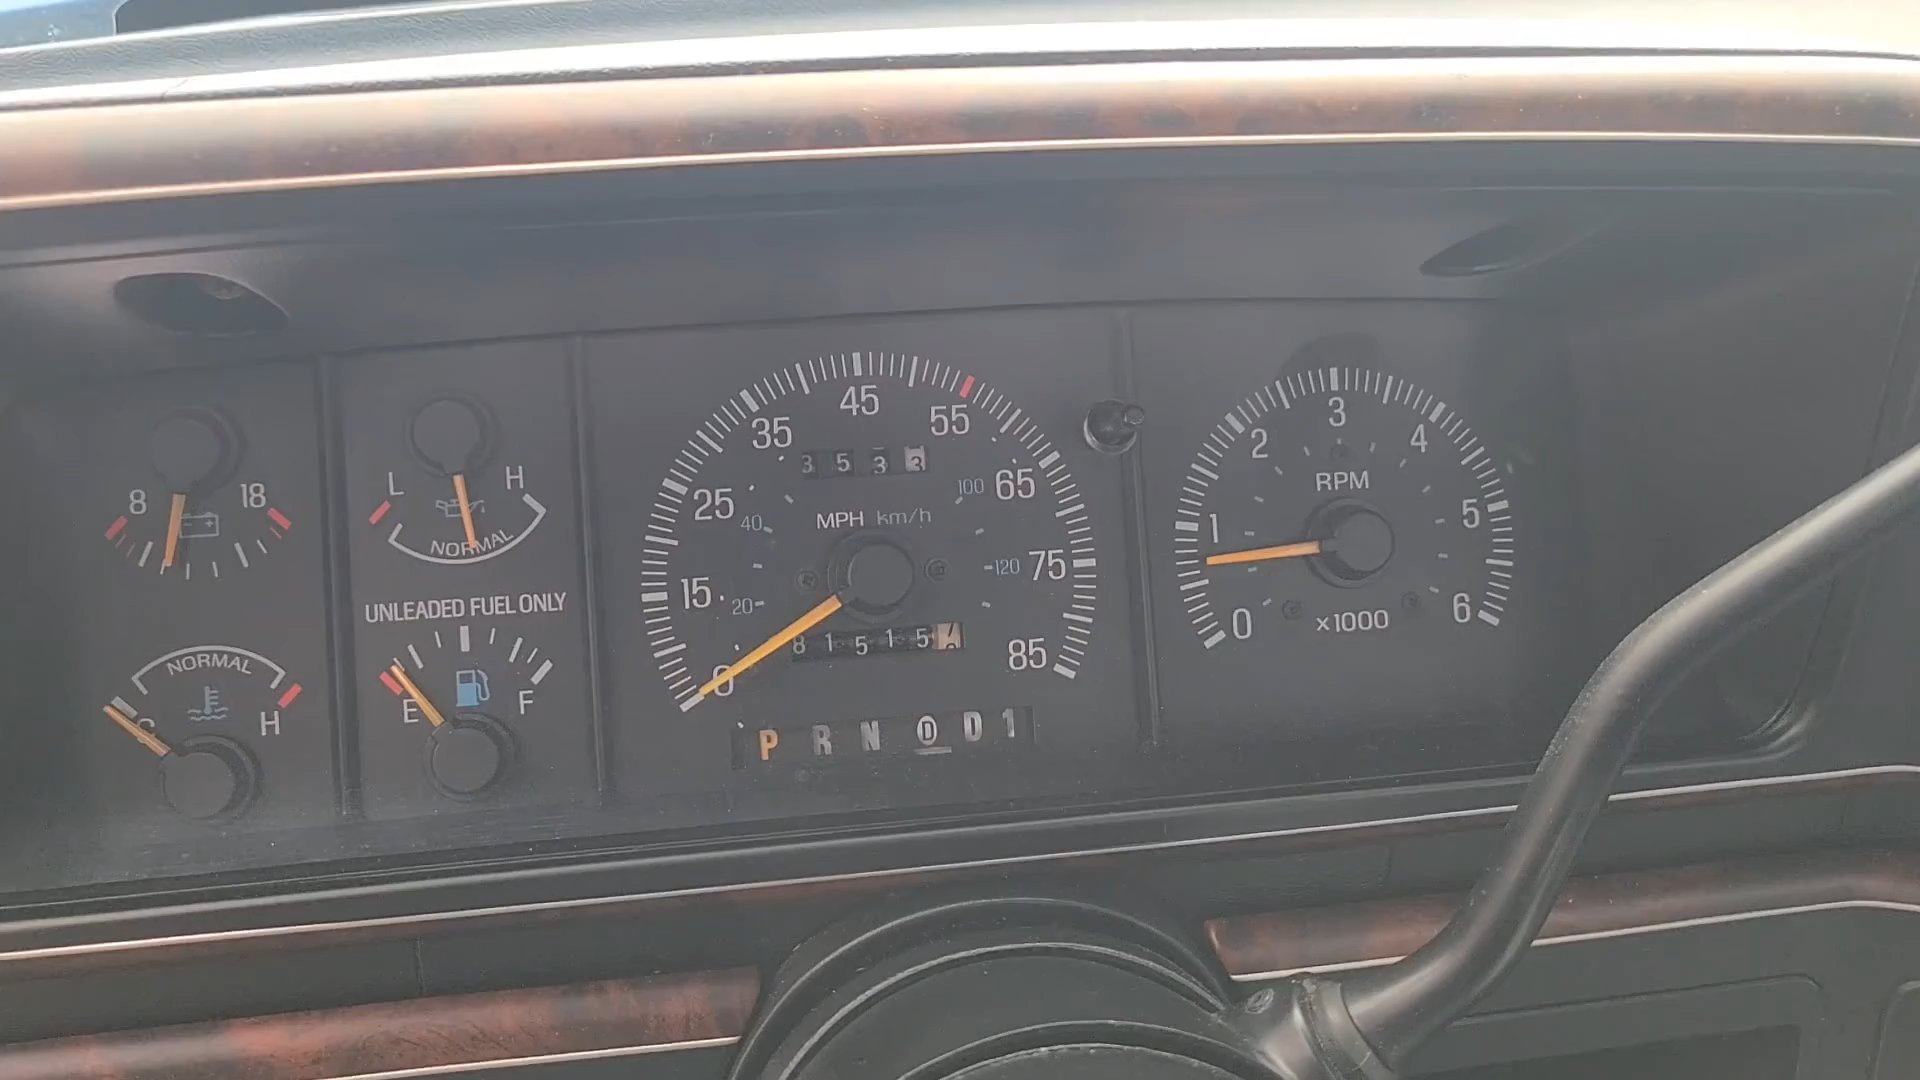 8 18
L H
NORMAL
UNLEADED FUEL ONLY
NORMAL
C H
E F
0 15 25 35 45 55 65 75 85
3 5 3 3
20 40 100 120
MPH km/h
8 1 5 1 5
P R N D D 1
0 1 2 3 4 5 6
RPM
x1000